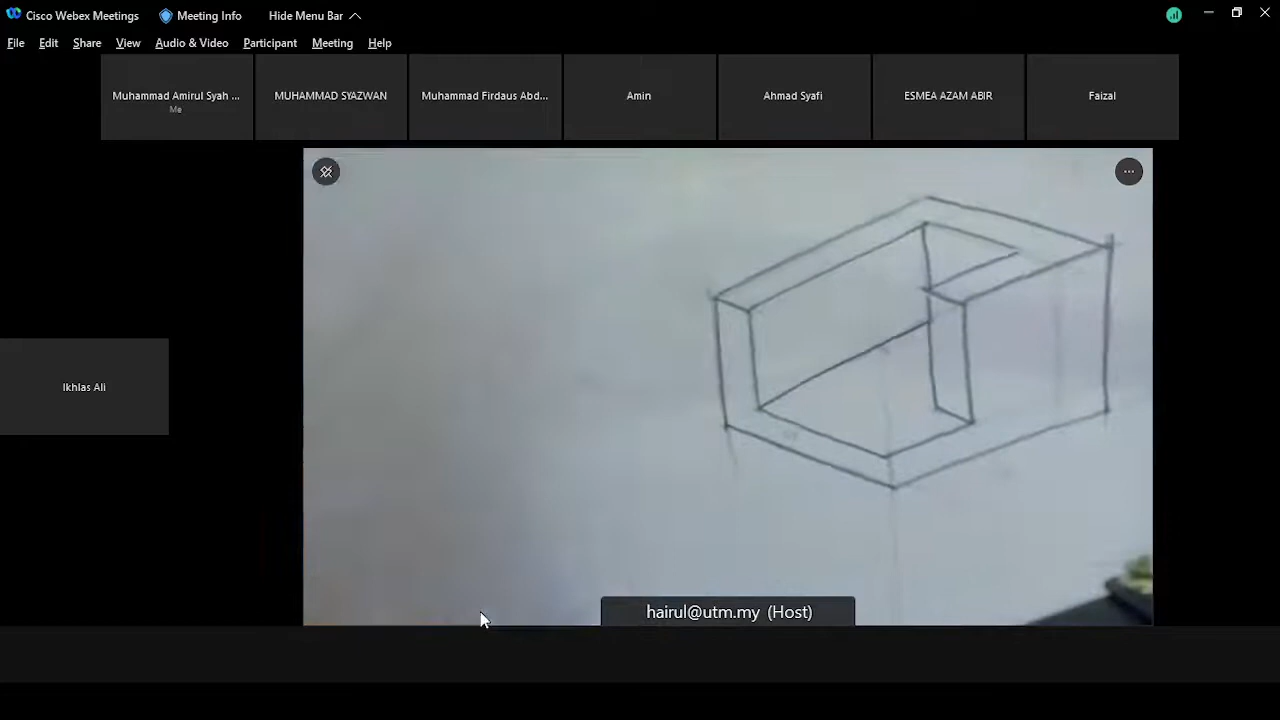 Cisco Webex Meetings
Meeting Info
Hide Menu Bar
File Edit Share View Audio & Video Participant Meeting Help
Muhammad Amirul Syah ...
Me
MUHAMMAD SYAZWAN
Muhammad Firdaus Abd...
Amin
Ahmad Syafi
ESMEA AZAM ABIR
Faizal
Ikhlas Ali
hairul@utm.my (Host)